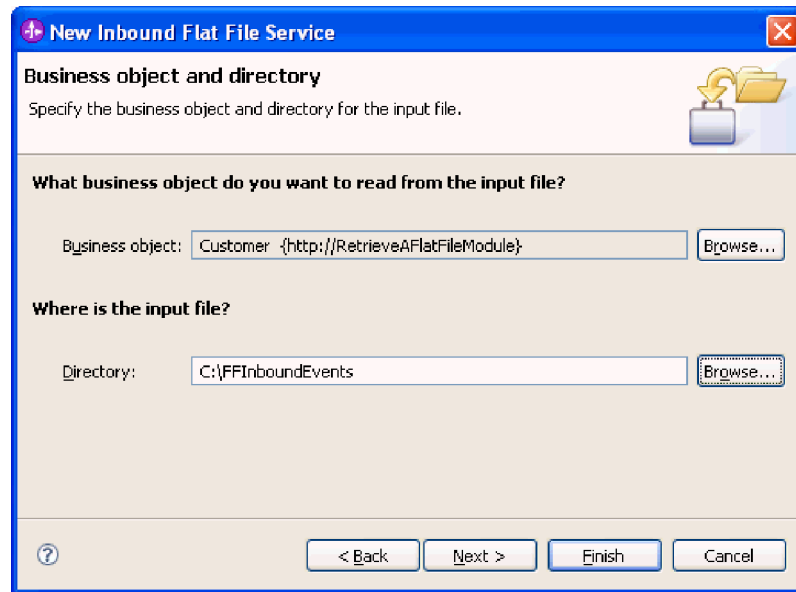 New Inbound Flat File Service
Business object and directory
Specify the business object and directory for the input file.
What business object do you want to read from the input file?
Business object: Customer {http://RetrieveAFlatFileModule} Browse...
Where is the input file?
Directory: C:\FFInboundEvents Browse...
? < Back Next > Finish Cancel